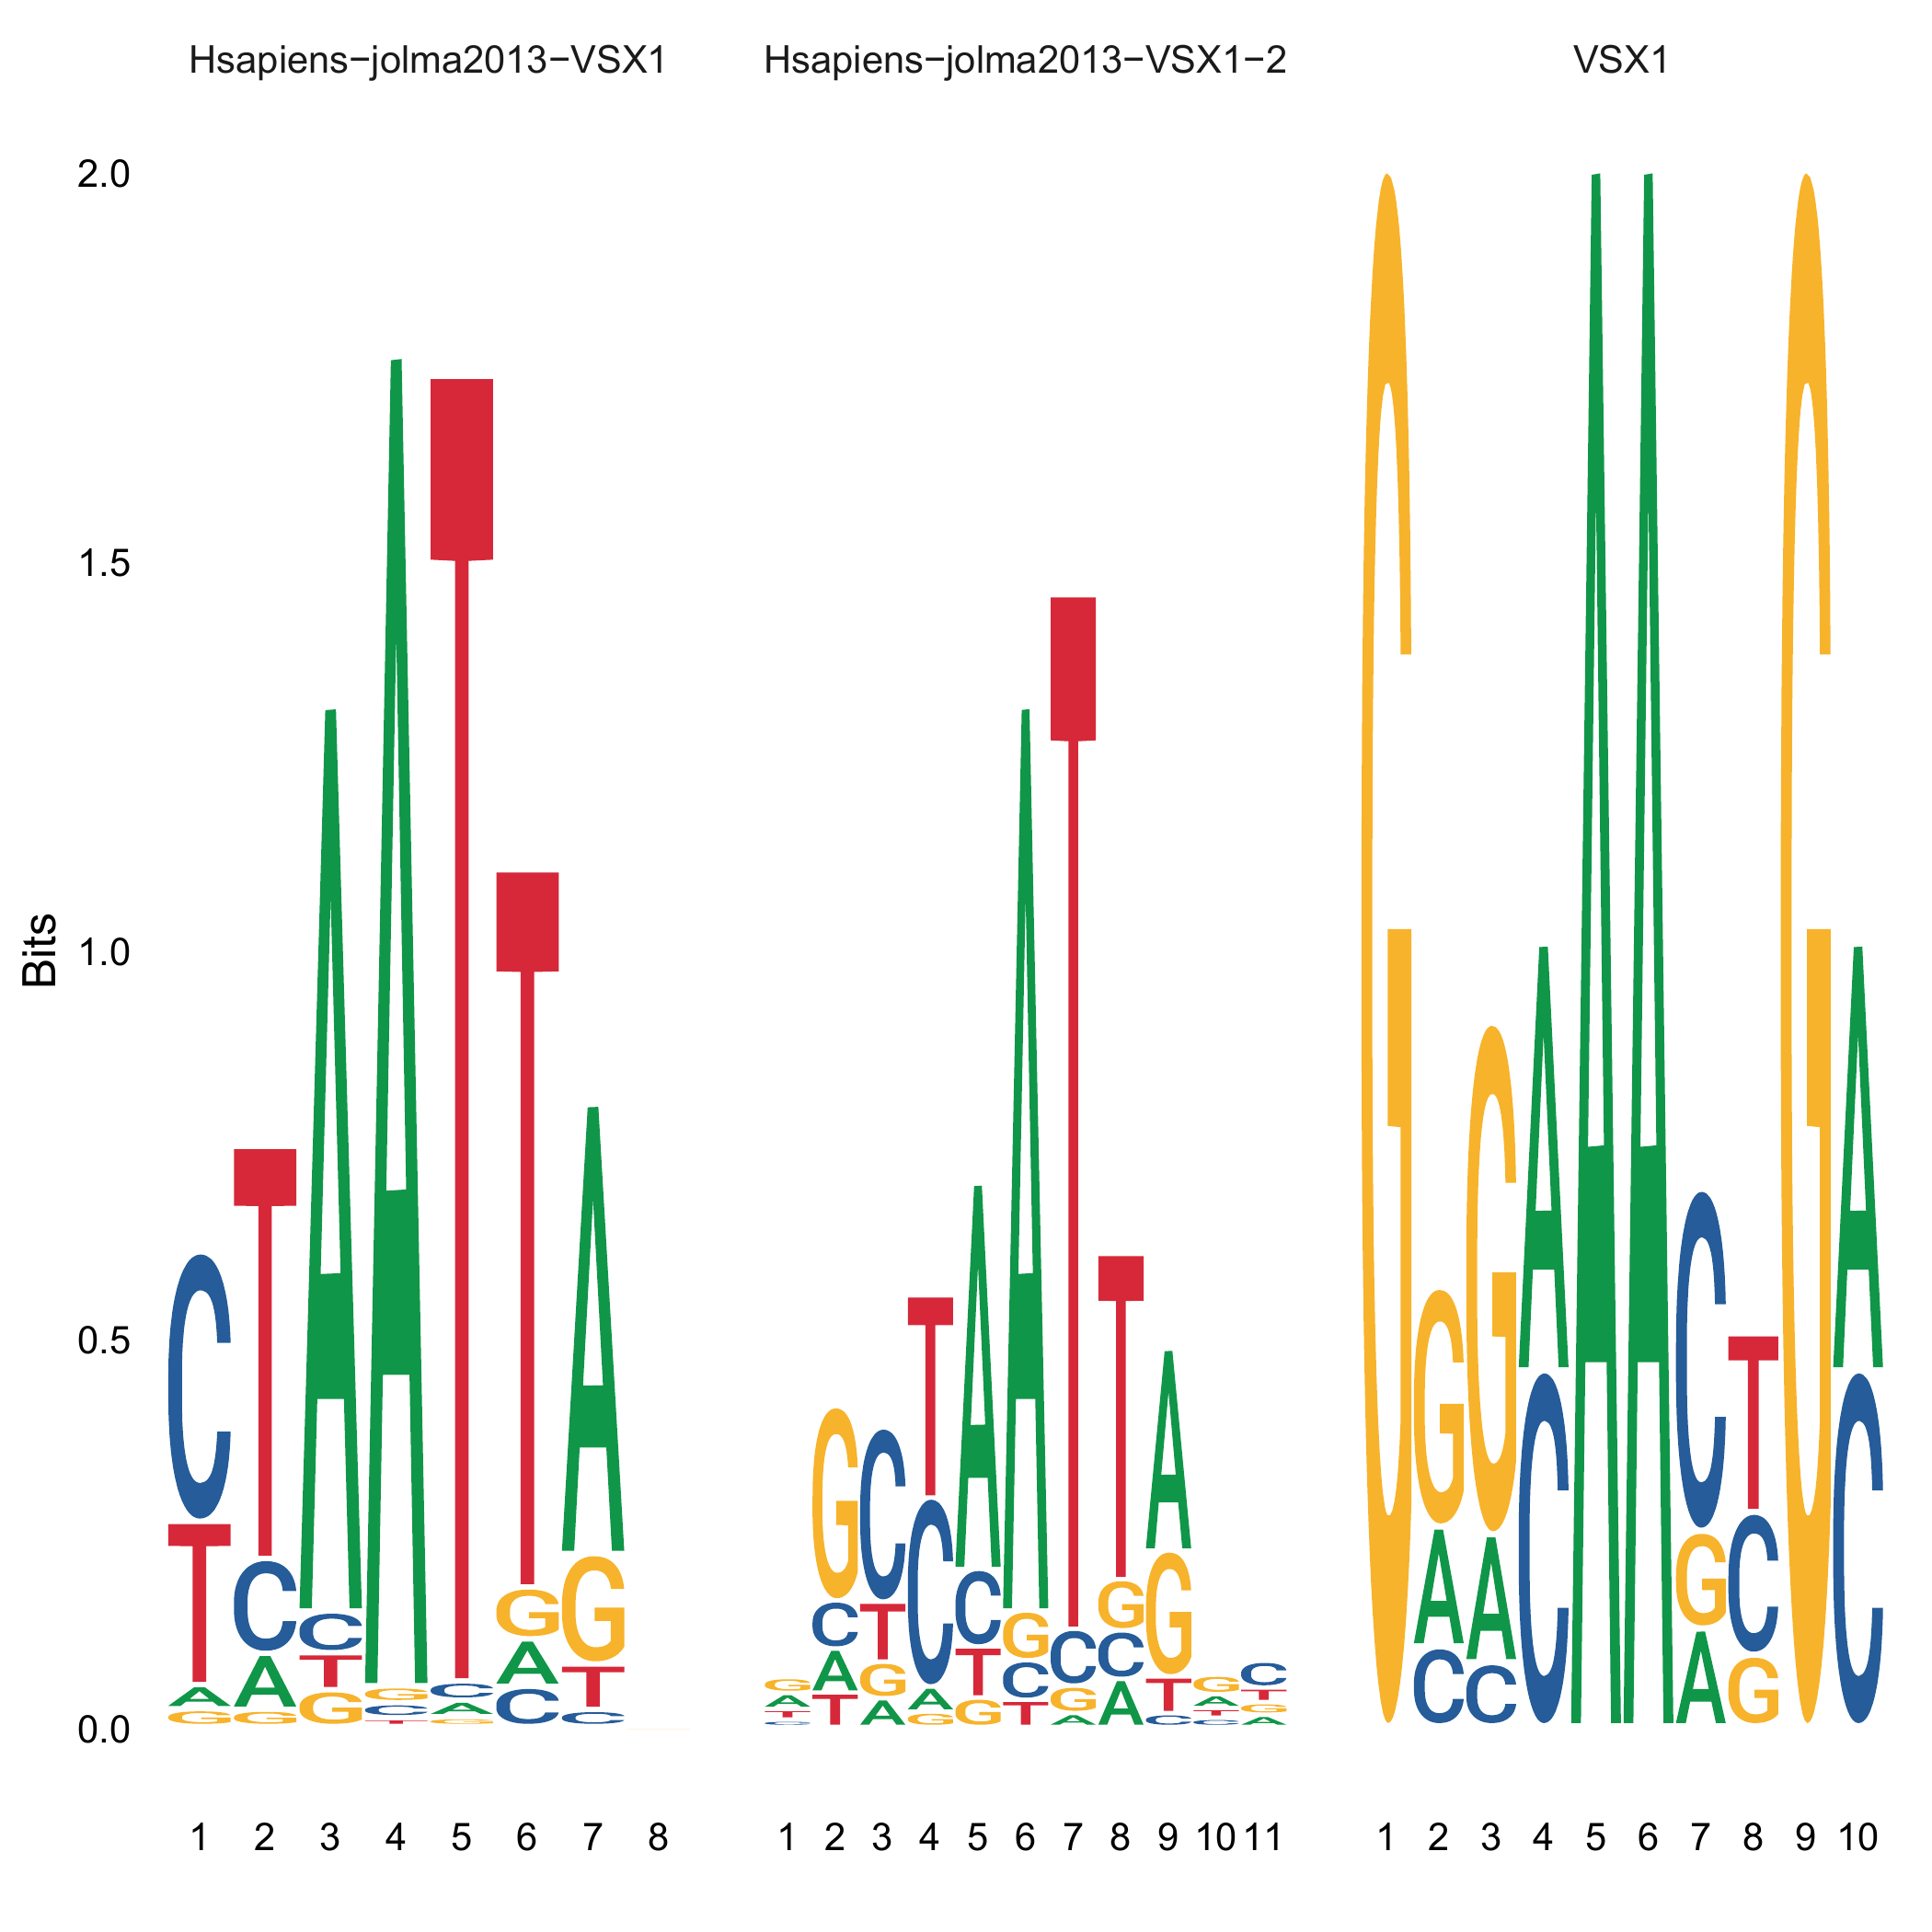 Hsapiens−jolma2013−VSX1 Hsapiens−jolma2013−VSX1−2 VSX1
2.0
1.5
1.0
0.5
0.0
Bits
C T A A T T A
T C C G C G G
A A T C A A T
G G G T G C C
G G C T A A T T A G C
A C T C C G C G G A T
T A G A T C G C T T G
C T A G G T A A C C A
G G G A A A C T G A
A A C G C C
C C A G
1 2 3 4 5 6 7 8 1 2 3 4 5 6 7 8 9 10 11 1 2 3 4 5 6 7 8 9 10